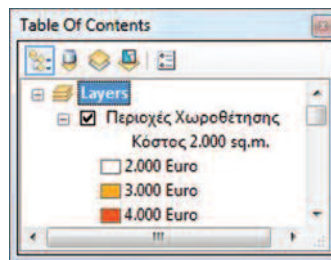 Table Of Contents
Layers
Περιοχές Χωροθέτησης
Κόστος 2.000 sq.m.
2.000 Euro
3.000 Euro
4.000 Euro